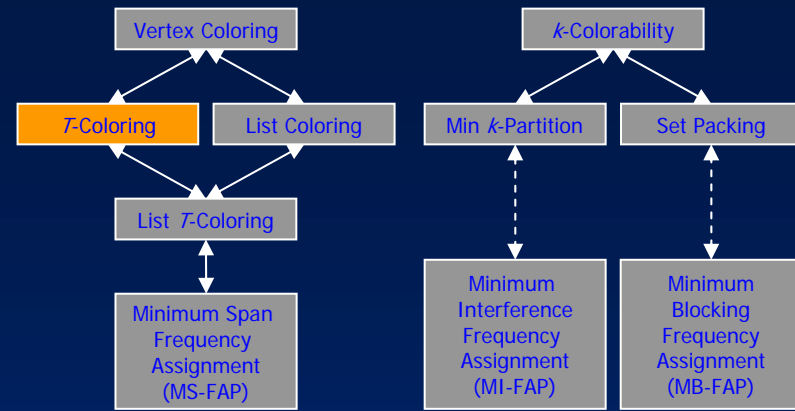 Vertex Coloring
k-Colorability
T-Coloring
List Coloring
Min k-Partition
Set Packing
List T-Coloring
Minimum Span
Frequency
Assignment
(MS-FAP)
Minimum
Interference
Frequency
Assignment
(MI-FAP)
Minimum
Blocking
Frequency
Assignment
(MB-FAP)